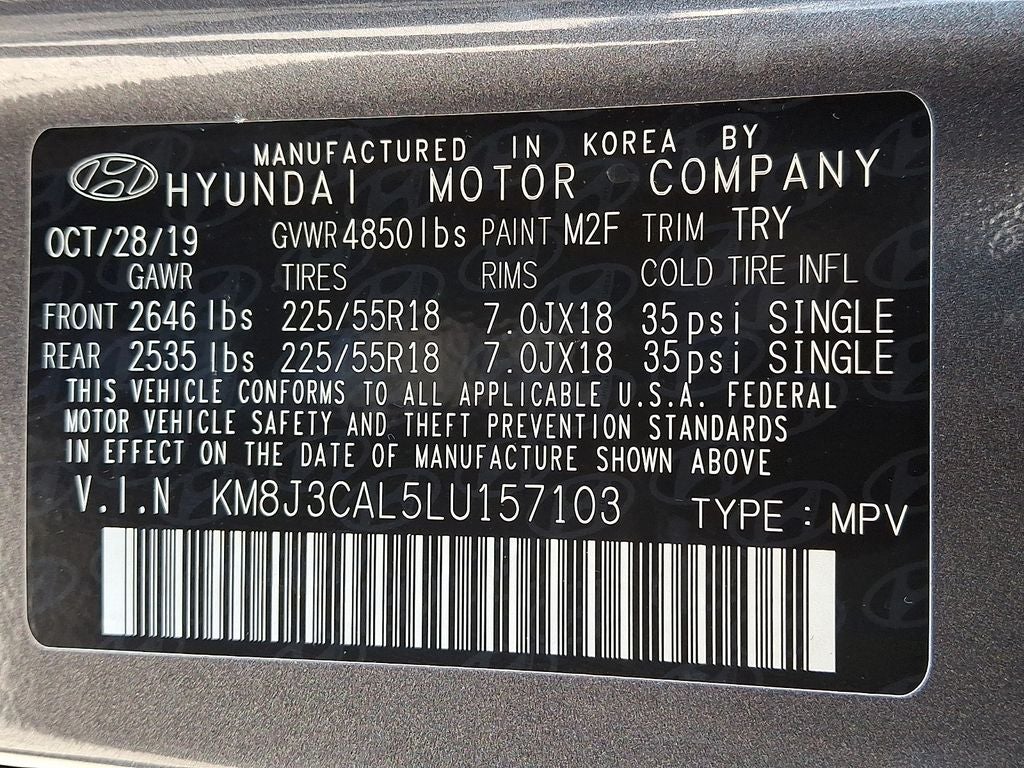 MANUFACTURED IN KOREA BY
HYUNDAI MOTOR COMPANY
OCT/28/19 GVWR 4850lbs PAINT M2F TRIM TRY
GAWR TIRES RIMS COLD TIRE INFL
FRONT 2646 lbs 225/55R18 7.0JX18 35psi SINGLE
REAR 2535 lbs 225/55R18 7.0JX18 35psi SINGLE
THIS VEHICLE CONFORMS TO ALL APPLICABLE U.S.A. FEDERAL
MOTOR VEHICLE SAFETY AND THEFT PREVENTION STANDARDS
IN EFFECT ON THE DATE OF MANUFACTURE SHOWN ABOVE
V.I.N KM8J3CAL5LU157103 TYPE : MPV